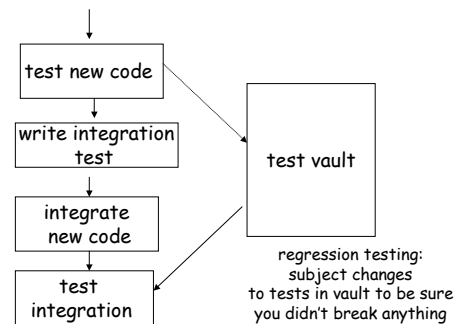 test new code
write integration
test
test vault
integrate
new code
test
integration
regression testing:
subject changes
to tests in vault to be sure
you didn't break anything